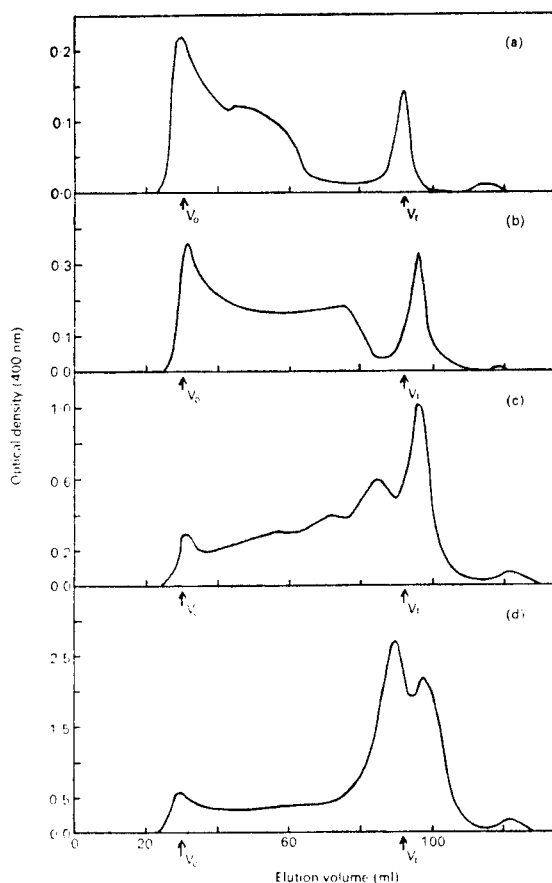 (a)
0·2
0·1
0·0
V₀ Vₜ
(b)
0·3
0·1
0·0
V₀ Vₜ
Optical density (400 nm)
(c)
1·0
0·6
0·2
0·0
Vₜ
(d)
2·5
0·5
0·0
V₀ Vₜ
0 20 60 100
Elution volume (ml)